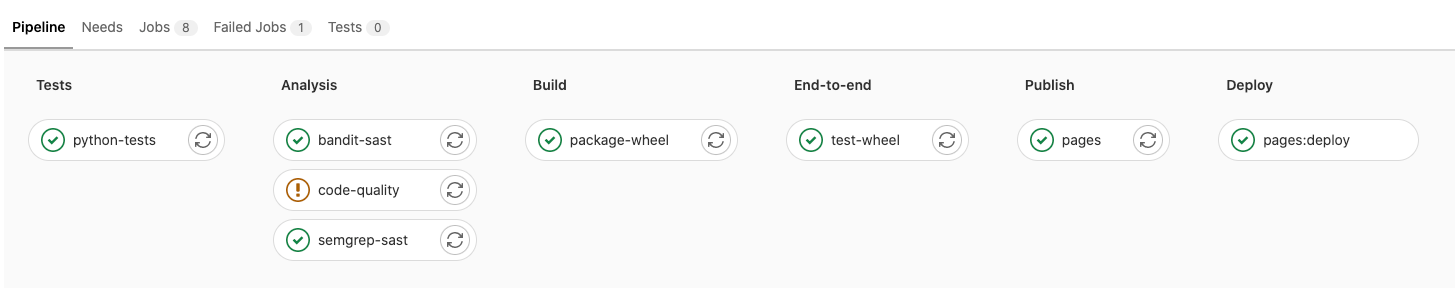 Pipeline Needs Jobs 8 Failed Jobs 1 Tests 0
Tests Analysis Build End-to-end Publish Deploy
python-tests bandit-sast package-wheel test-wheel pages pages:deploy
code-quality
semgrep-sast